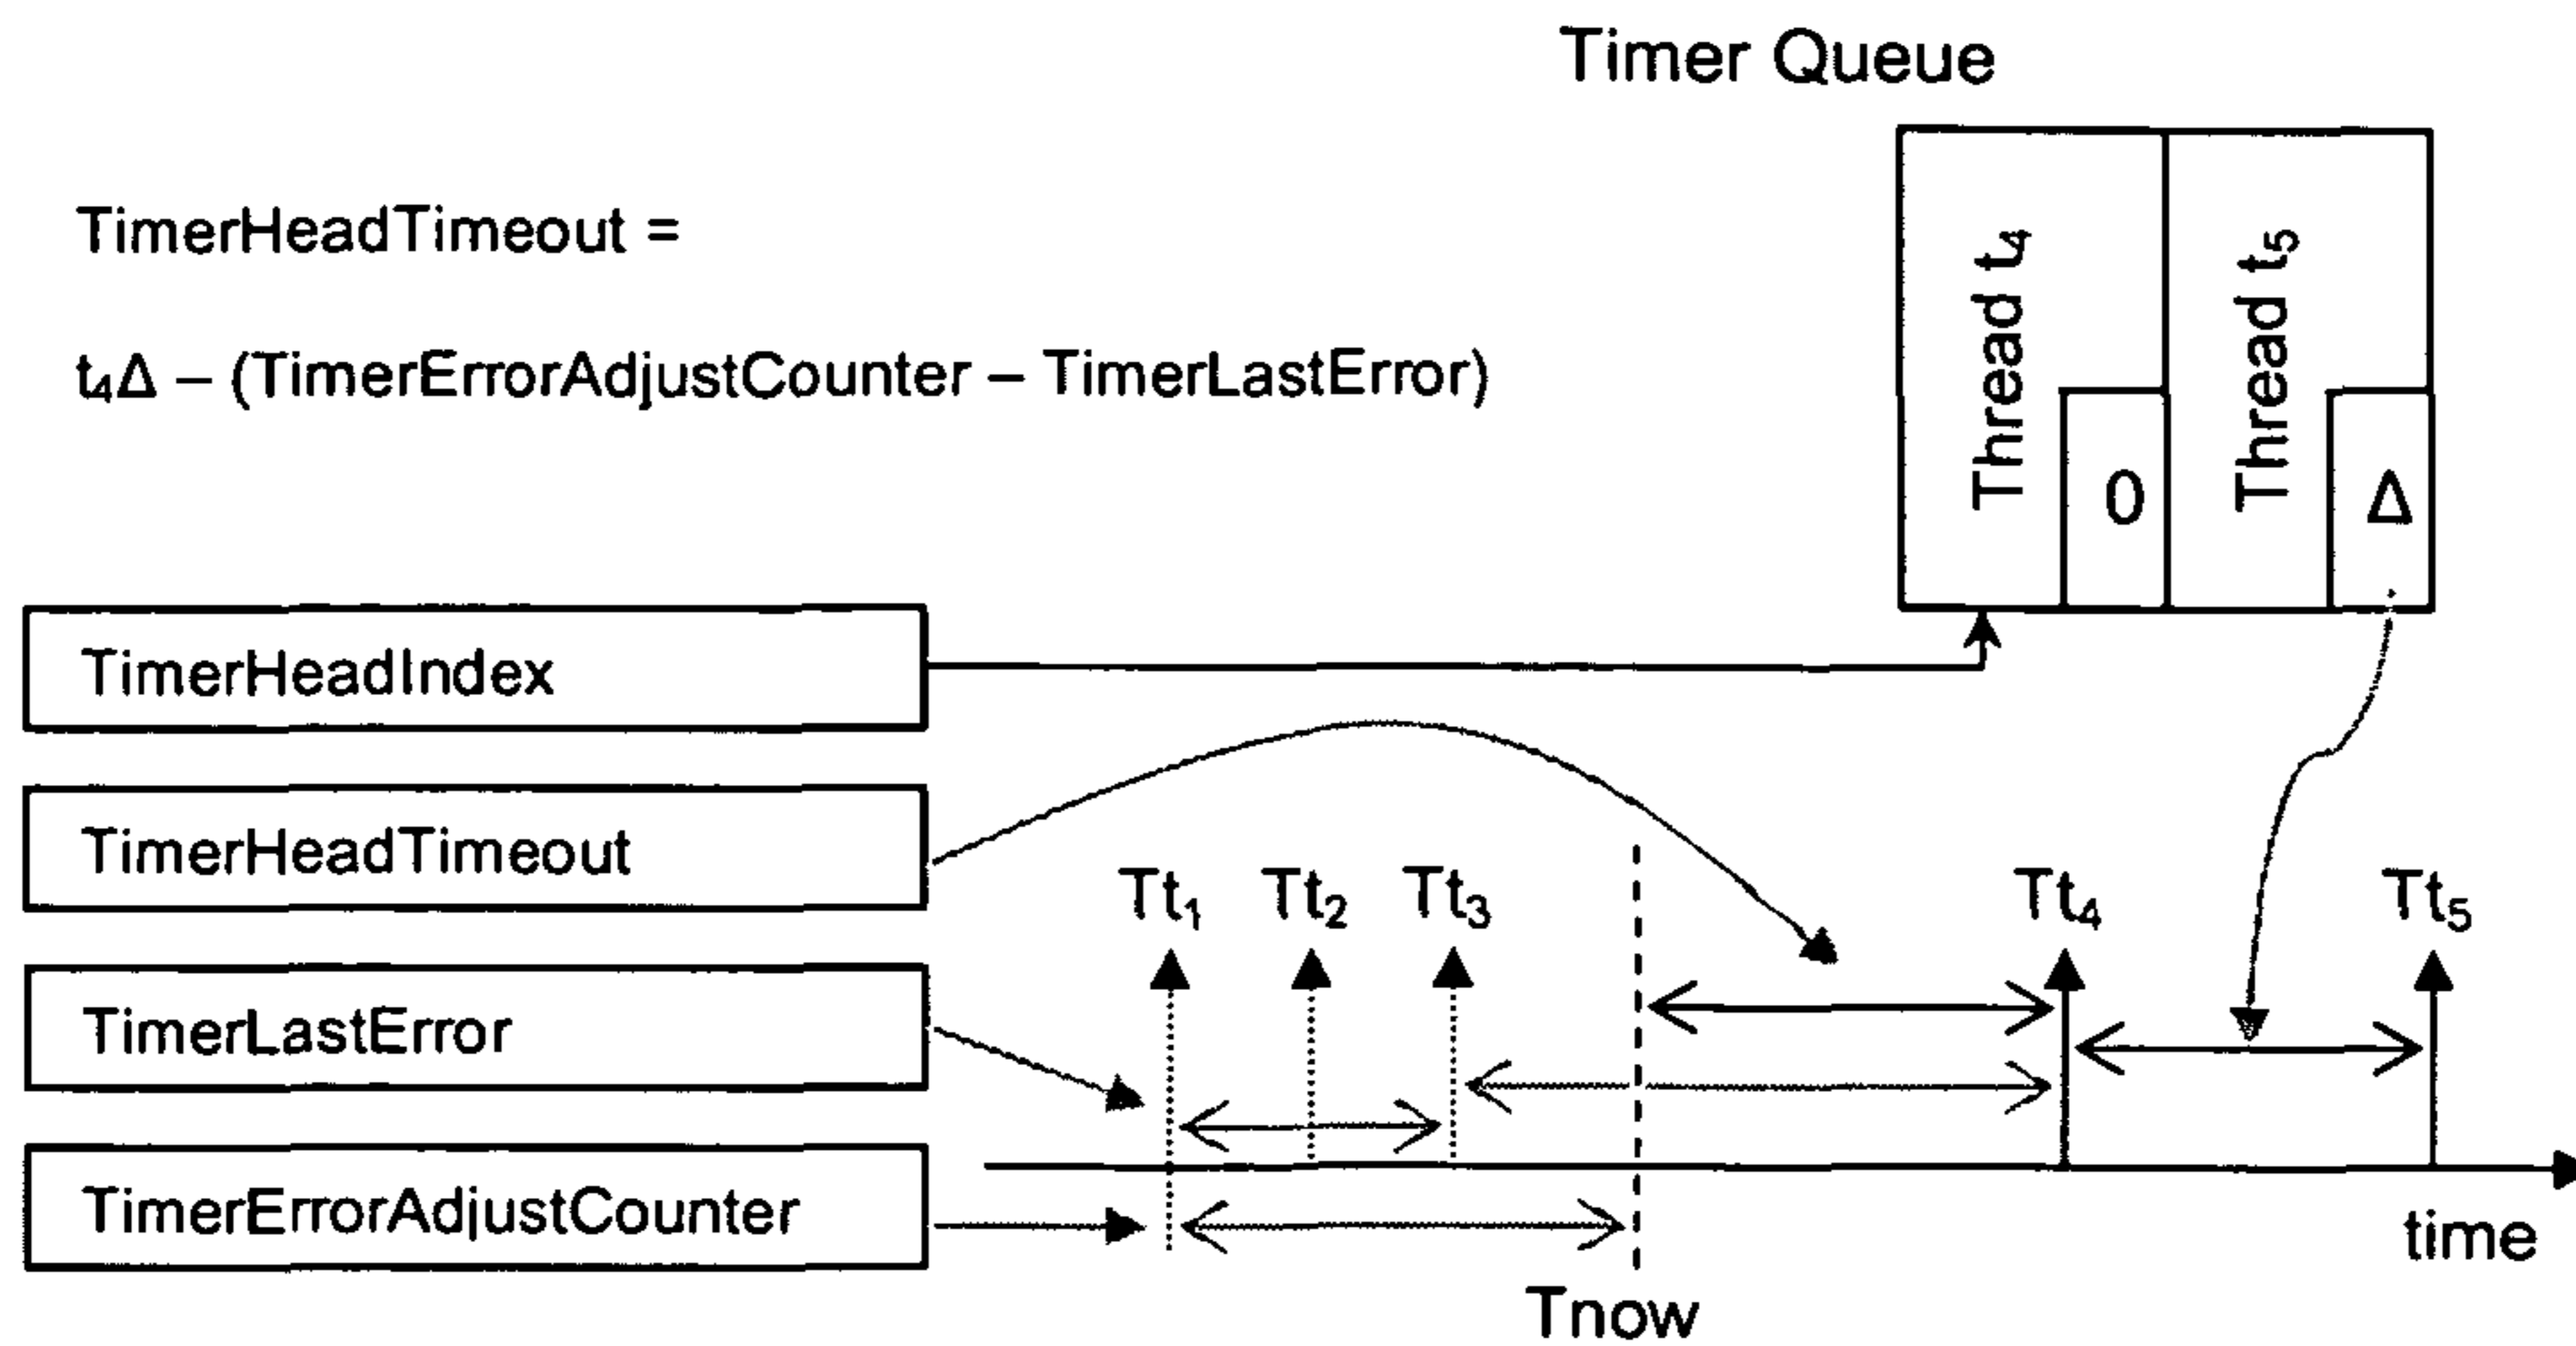 Timer Queue
TimerHeadTimeout =
t₄Δ – (TimerErrorAdjustCounter – TimerLastError)
Thread t₄
0
Thread t₅
Δ
TimerHeadIndex
TimerHeadTimeout
TimerLastError
TimerErrorAdjustCounter
Tt₁
Tt₂
Tt₃
Tt₄
Tt₅
time
Tnow